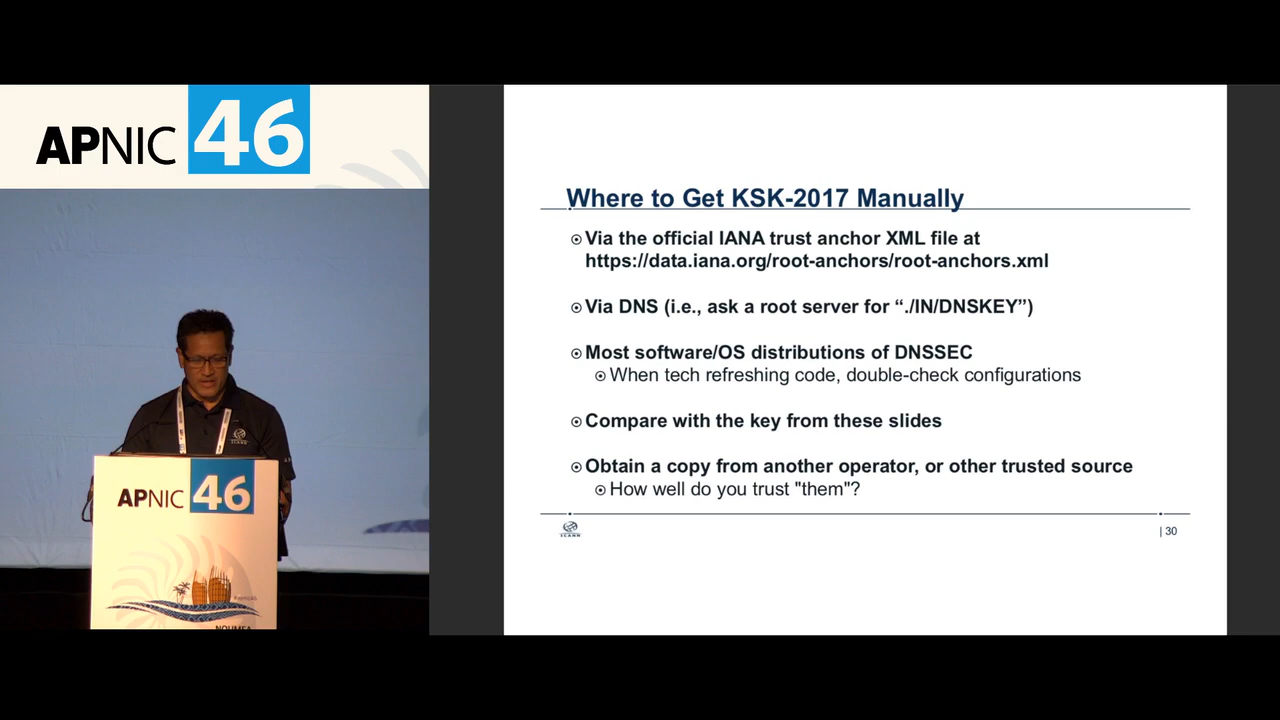 APNIC 46
APNIC 46
NOUMEA
Where to Get KSK-2017 Manually
Via the official IANA trust anchor XML file at
https://data.iana.org/root-anchors/root-anchors.xml
Via DNS (i.e., ask a root server for “./IN/DNSKEY”)
Most software/OS distributions of DNSSEC
When tech refreshing code, double-check configurations
Compare with the key from these slides
Obtain a copy from another operator, or other trusted source
How well do you trust "them"?
ICANN
| 30